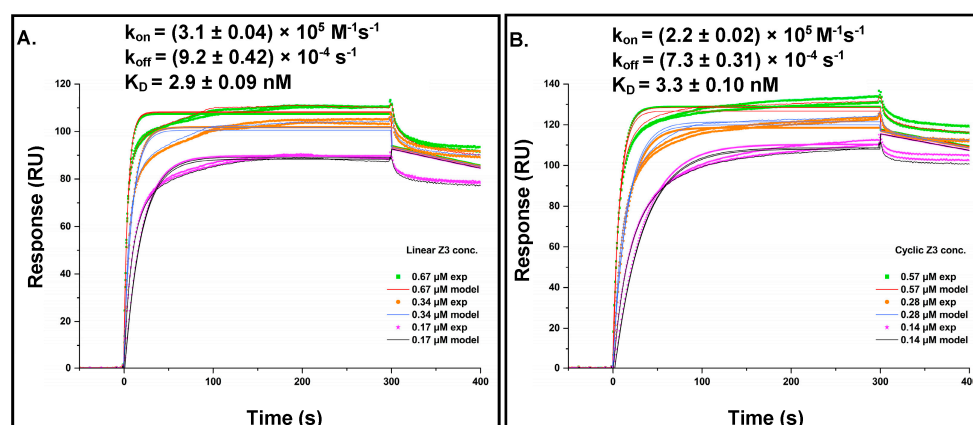 A.
kon = (3.1 ± 0.04) × 10⁵ M⁻¹s⁻¹
koff = (9.2 ± 0.42) × 10⁻⁴ s⁻¹
KD = 2.9 ± 0.09 nM
120
100
80
60
40
20
0
Response (RU)
Linear Z3 conc.
0.67 µM exp
0.67 µM model
0.34 µM exp
0.34 µM model
0.17 µM exp
0.17 µM model
0 100 200 300 400
Time (s)
B.
kon = (2.2 ± 0.02) × 10⁵ M⁻¹s⁻¹
koff = (7.3 ± 0.31) × 10⁻⁴ s⁻¹
KD = 3.3 ± 0.10 nM
140
120
100
80
60
40
20
0
Response (RU)
Cyclic Z3 conc.
0.57 µM exp
0.57 µM model
0.28 µM exp
0.28 µM model
0.14 µM exp
0.14 µM model
0 100 200 300 400
Time (s)